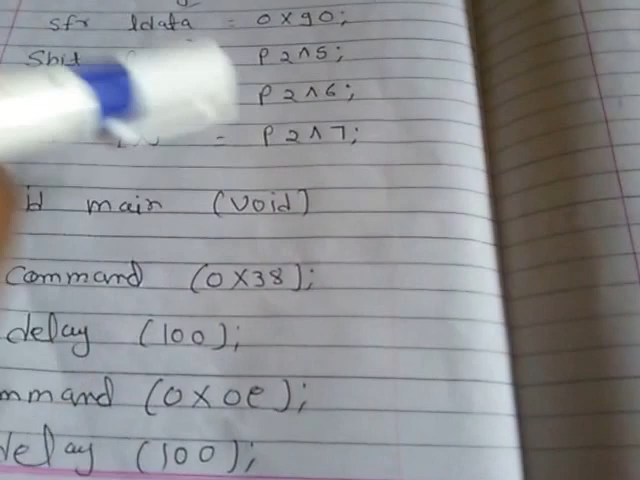 sfr ldata = 0x90;
Sbit P2^5;
P2^6;
= P2^7;
main (void)
command (0x38);
delay (100);
mmand (0x0e);
delay (100);